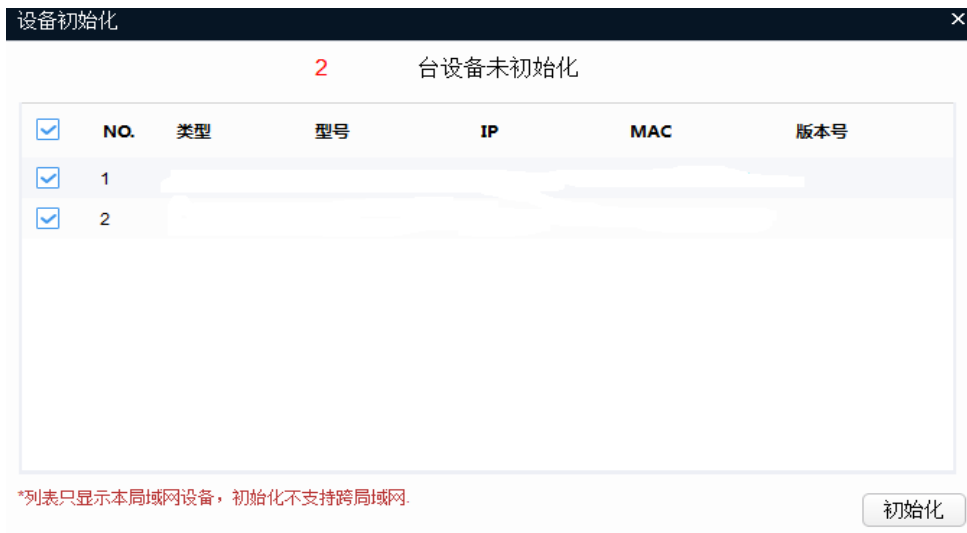 设备初始化 ×
2 台设备未初始化
NO. 类型 型号 IP MAC 版本号
1
2
*列表只显示本局域网设备，初始化不支持跨局域网.
初始化